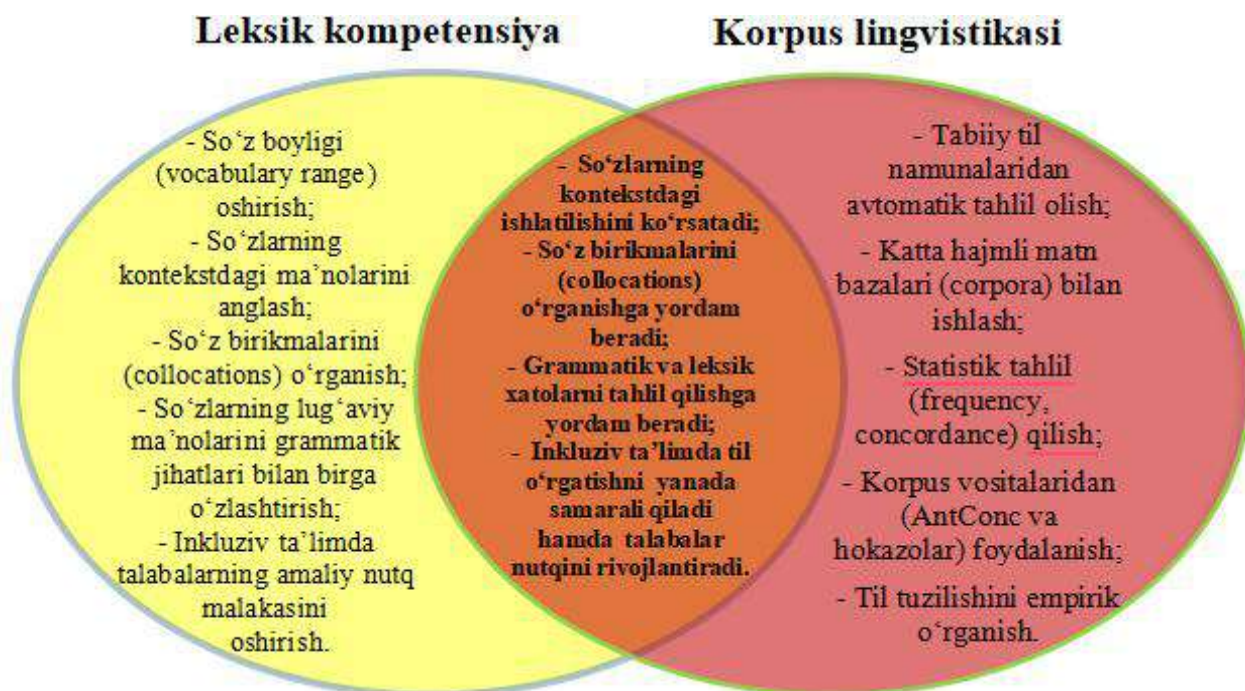 Leksik kompetensiya
Korpus lingvistikasi
- So‘z boyligi
(vocabulary range)
oshirish;
- So‘zlarning
kontekstdagi ma’nolarini
anglash;
- So‘z birikmalarini
(collocations) o‘rganish;
- So‘zlarning lug‘aviy
ma’nolarini grammatik
jihatlari bilan birga
o‘zlashtirish;
- Inkluziv ta’limda
talabalarning amaliy nutq
malakasini
oshirish.
- So‘zlarning
kontekstdagi
ishlatilishini ko‘rsatadi;
- So‘z birikmalarini
(collocations)
o‘rganishga yordam
beradi;
- Grammatik va leksik
xatolarni tahlil qilishga
yordam beradi;
- Inkluziv ta’limda til
o‘rgatishni yanada
samarali qiladi
hamda talabalar
nutqini rivojlantiradi.
- Tabiiy til
namunalaridan
avtomatik tahlil olish;
- Katta hajmli matn
bazalari (corpora) bilan
ishlash;
- Statistik tahlil
(frequency,
concordance) qilish;
- Korpus vositalaridan
(AntConc va
hokazolar) foydalanish;
- Til tuzilishini empirik
o‘rganish.